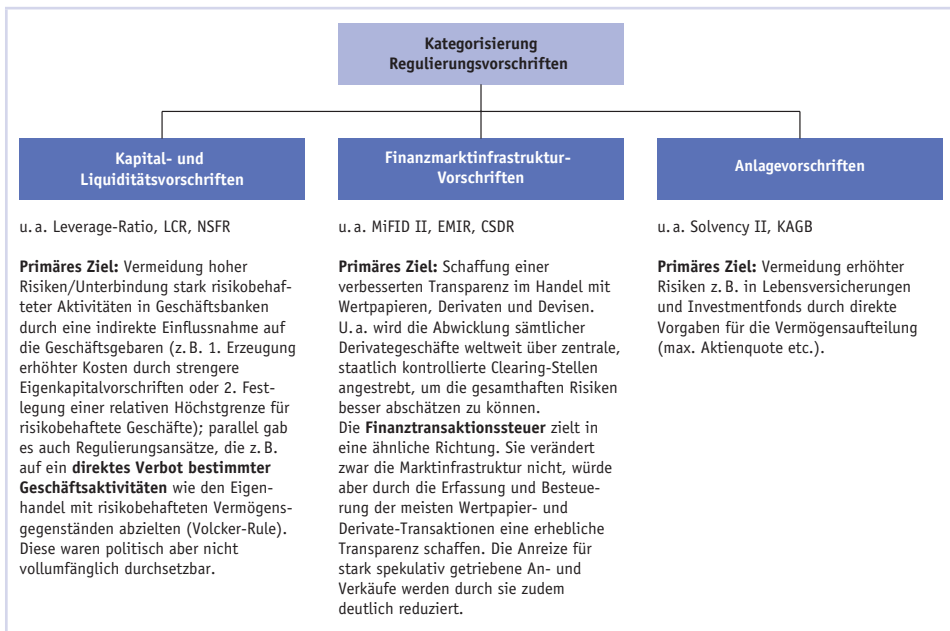 Kategorisierung
Regulierungsvorschriften
Kapital- und
Liquiditätsvorschriften
u. a. Leverage-Ratio, LCR, NSFR
Primäres Ziel: Vermeidung hoher
Risiken/Unterbindung stark risikobehaf-
teter Aktivitäten in Geschäftsbanken
durch eine indirekte Einflussnahme auf
die Geschäftsgebaren (z. B. 1. Erzeugung
erhöhter Kosten durch strengere
Eigenkapitalvorschriften oder 2. Fest-
legung einer relativen Höchstgrenze für
risikobehaftete Geschäfte); parallel gab
es auch Regulierungsansätze, die z. B.
auf ein direktes Verbot bestimmter
Geschäftsaktivitäten wie den Eigen-
handel mit risikobehafteten Vermögens-
gegenständen abzielten (Volcker-Rule).
Diese waren politisch aber nicht
vollumfänglich durchsetzbar.
Finanzmarktinfrastruktur-
Vorschriften
u. a. MiFID II, EMIR, CSDR
Primäres Ziel: Schaffung einer
verbesserten Transparenz im Handel mit
Wertpapieren, Derivaten und Devisen.
U. a. wird die Abwicklung sämtlicher
Derivategeschäfte weltweit über zentrale,
staatlich kontrollierte Clearing-Stellen
angestrebt, um die gesamthaften Risiken
besser abschätzen zu können.
Die Finanztransaktionssteuer zielt in
eine ähnliche Richtung. Sie verändert
zwar die Marktinfrastruktur nicht, würde
aber durch die Erfassung und Besteue-
rung der meisten Wertpapier- und
Derivate-Transaktionen eine erhebliche
Transparenz schaffen. Die Anreize für
stark spekulativ getriebene An- und
Verkäufe werden durch sie zudem
deutlich reduziert.
Anlagevorschriften
u. a. Solvency II, KAGB
Primäres Ziel: Vermeidung erhöhter
Risiken z. B. in Lebensversicherungen
und Investmentfonds durch direkte
Vorgaben für die Vermögensaufteilung
(max. Aktienquote etc.).